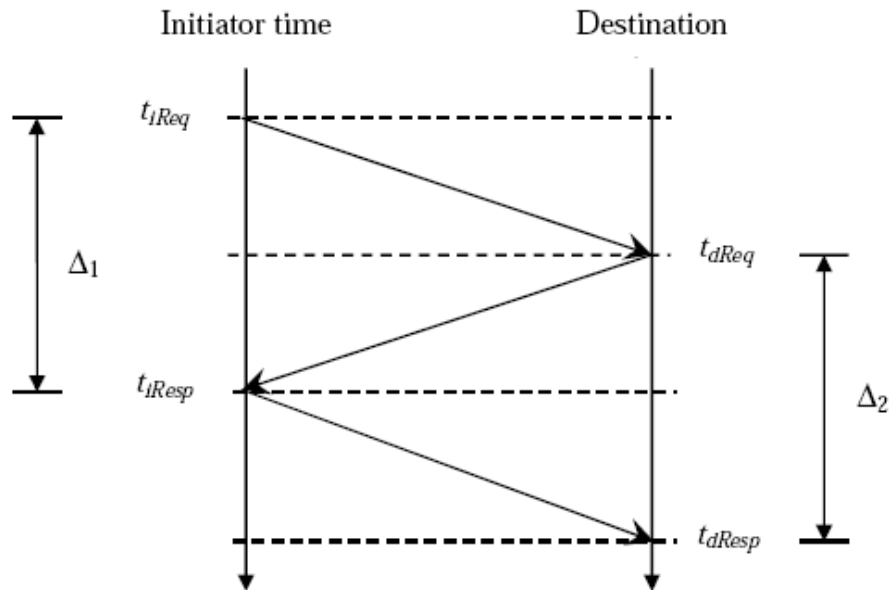 Initiator time
Destination
t_iReq
t_dReq
Δ₁
t_iResp
Δ₂
t_dResp